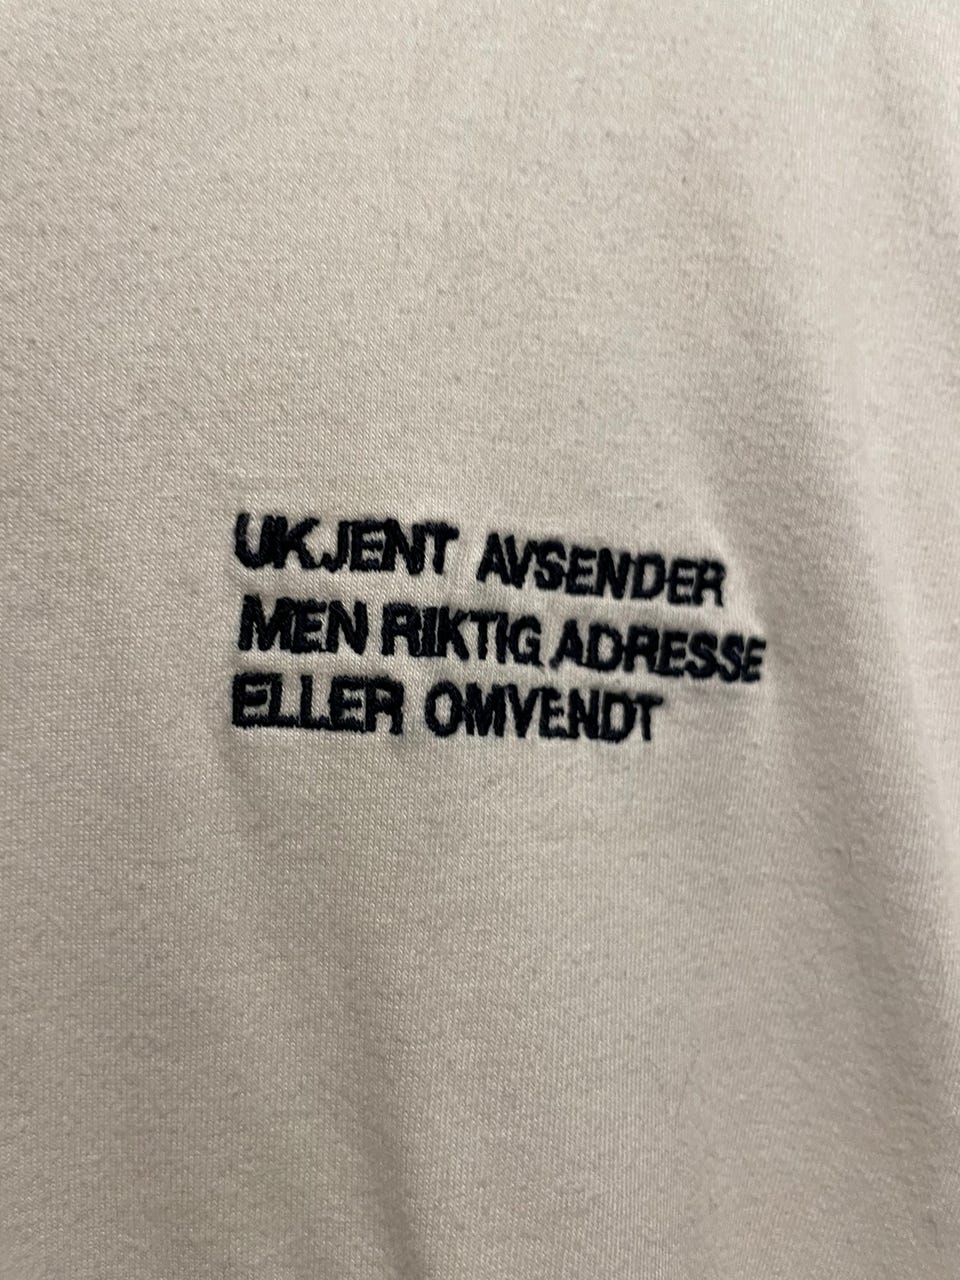 UKJENT AVSENDER
MEN RIKTIG ADRESSE
ELLER OMVENDT